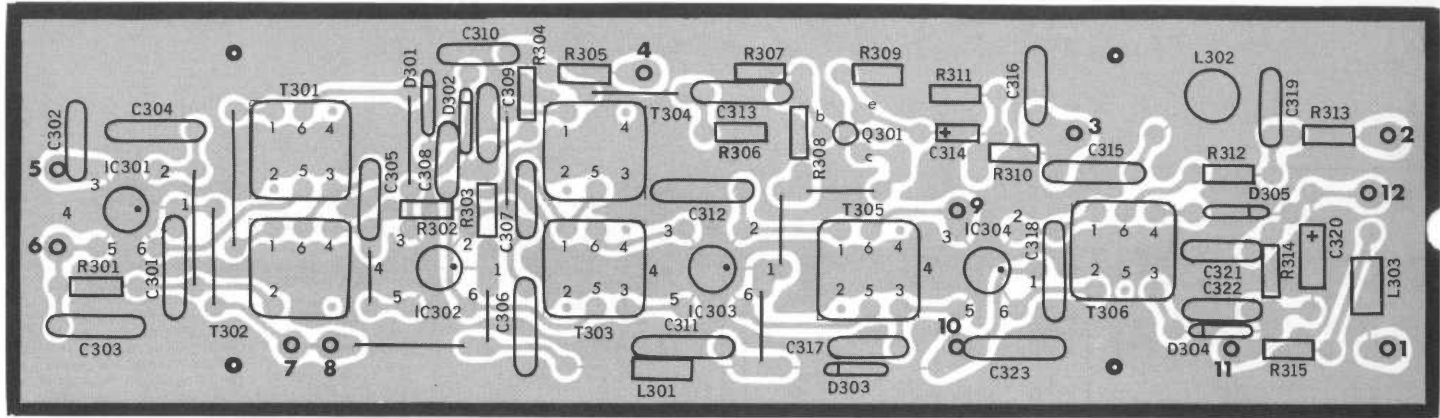 C310
R304
R305
4
R307
R309
L302
D301
D302
C309
R311
C316
C319
R313
T301
T304
C302
C304
1 6 4
1 4
C313
b
e
R306
R308
Q301
C314
3
2
5
IC301
3 2
2 5 3
C305
C308
2 5 3
c
R310
C315
R312
D305
12
4
1
R302
R303
C307
C312
T305
9
IC304
2
C318
6
5 6
1 6 4
3
2
1 6 4
3
2
1 6 4
3
1 6 4
R314
C320
+
R301
C301
2
4
1
2 5 3
4
1
2 5 3
4
1
2 5 3
C321
C322
L303
IC302
5
6
C306
5
IC303
6
5 6
T302
T303
T306
C303
C311
C317
10
C323
D304
11
R315
1
7 8
L301
D303